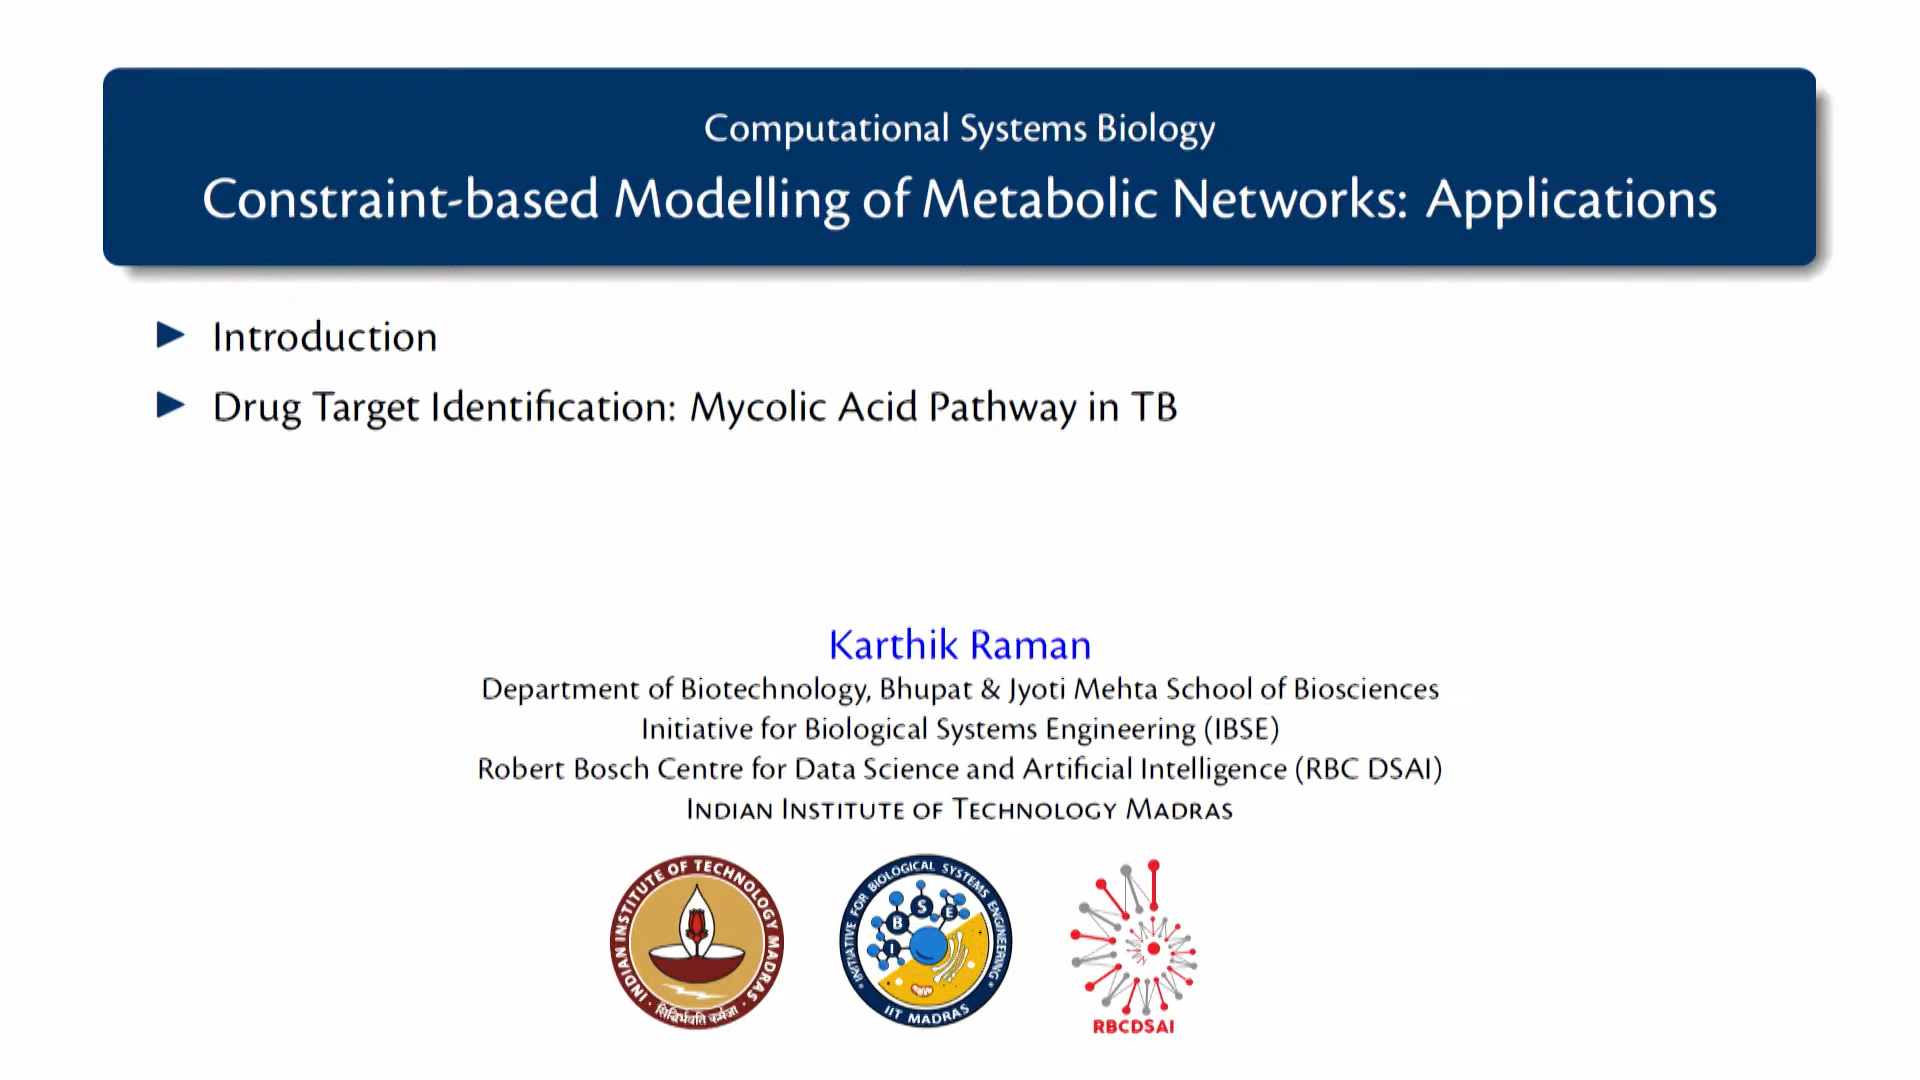 Computational Systems Biology
Constraint-based Modelling of Metabolic Networks: Applications
Introduction
Drug Target Identification: Mycolic Acid Pathway in TB
Karthik Raman
Department of Biotechnology, Bhupat & Jyoti Mehta School of Biosciences
Initiative for Biological Systems Engineering (IBSE)
Robert Bosch Centre for Data Science and Artificial Intelligence (RBC DSAI)
INDIAN INSTITUTE OF TECHNOLOGY MADRAS
INDIAN INSTITUTE OF TECHNOLOGY MADRAS
INITIATIVE FOR BIOLOGICAL SYSTEMS ENGINEERING
I B S E
IIT MADRAS
RBCDSAI